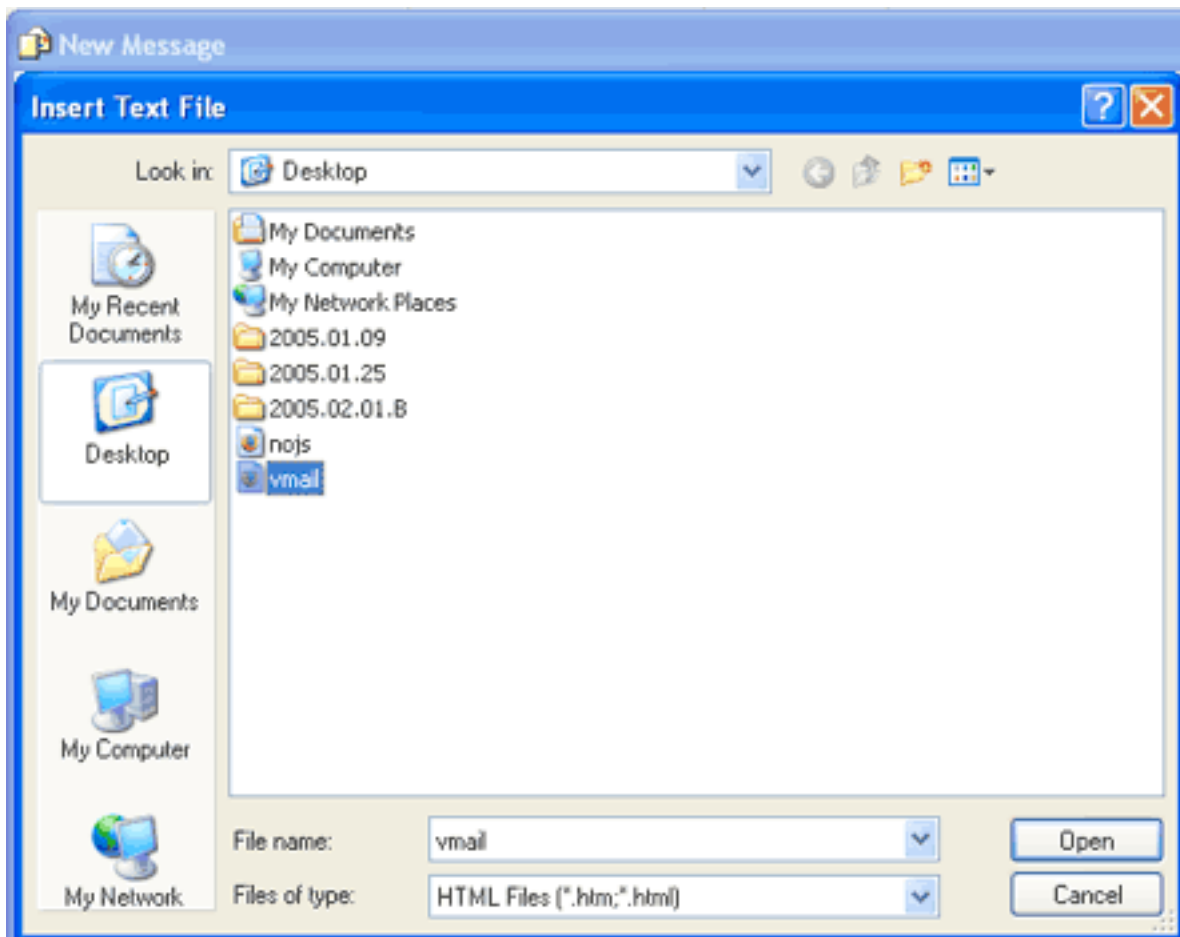 New Message
Insert Text File
Look in: Desktop
My Documents
My Computer
My Network Places
2005.01.09
2005.01.25
2005.02.01.B
nojs
vmail
My Recent
Documents
Desktop
My Documents
My Computer
My Network
File name: vmail
Open
Files of type: HTML Files (*.htm;*.html)
Cancel